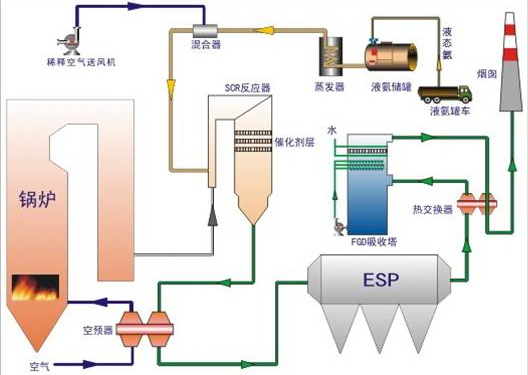 稀释空气送风机
混合器
蒸发器
液氨储罐
液态氨
液氨罐车
烟囱
SCR反应器
催化剂层
水
锅炉
热交换器
FGD吸收塔
ESP
空预器
空气